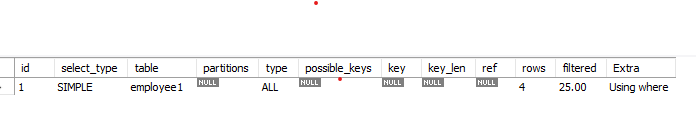 id select_type table partitions type possible_keys key key_len ref rows filtered Extra
1 SIMPLE employee1 NULL ALL NULL NULL NULL NULL 4 25.00 Using where